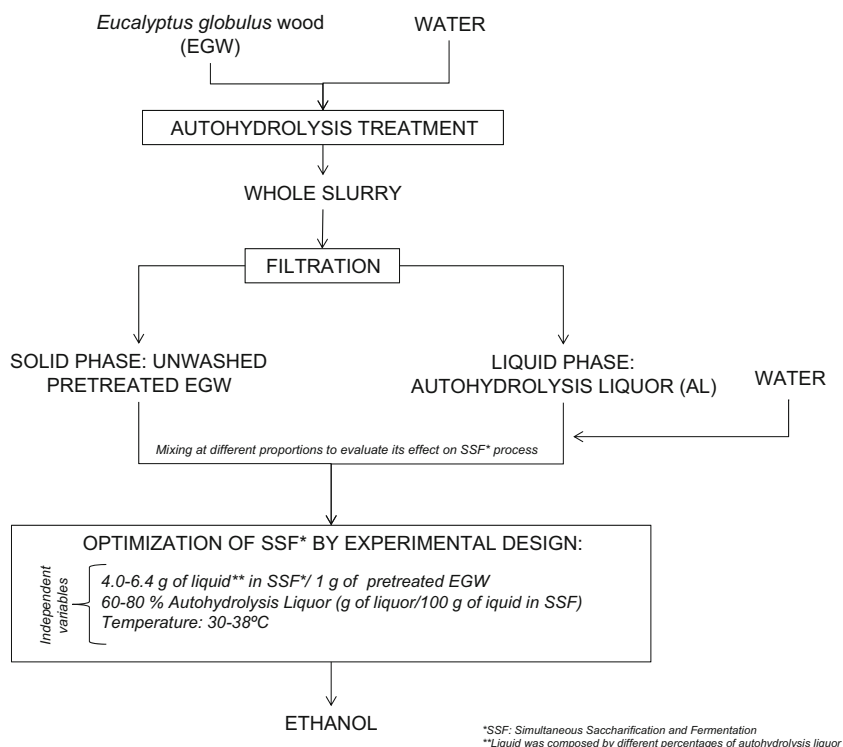 Eucalyptus globulus wood
(EGW)
WATER
AUTOHYDROLYSIS TREATMENT
WHOLE SLURRY
FILTRATION
SOLID PHASE: UNWASHED
PRETREATED EGW
LIQUID PHASE:
AUTOHYDROLYSIS LIQUOR (AL)
WATER
Mixing at different proportions to evaluate its effect on SSF* process
OPTIMIZATION OF SSF* BY EXPERIMENTAL DESIGN:
Independent
variables
4.0-6.4 g of liquid** in SSF*/ 1 g of pretreated EGW
60-80 % Autohydrolysis Liquor (g of liquor/100 g of iquid in SSF)
Temperature: 30-38ºC
ETHANOL
*SSF: Simultaneous Saccharification and Fermentation
**Liquid was composed by different percentages of autohydrolysis liquor